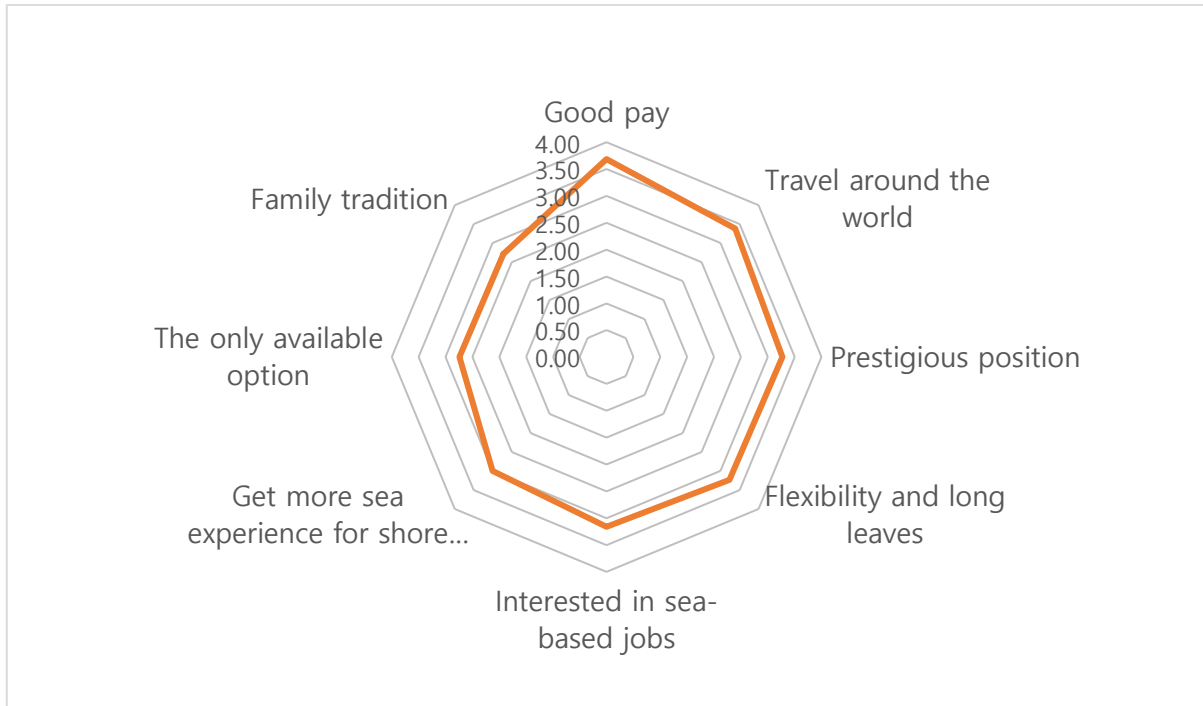 Good pay
4.00
3.50
3.00
2.50
2.00
1.50
1.00
0.50
0.00
Travel around the
world
Prestigious position
Flexibility and long
leaves
Interested in sea-
based jobs
Get more sea
experience for shore...
The only available
option
Family tradition